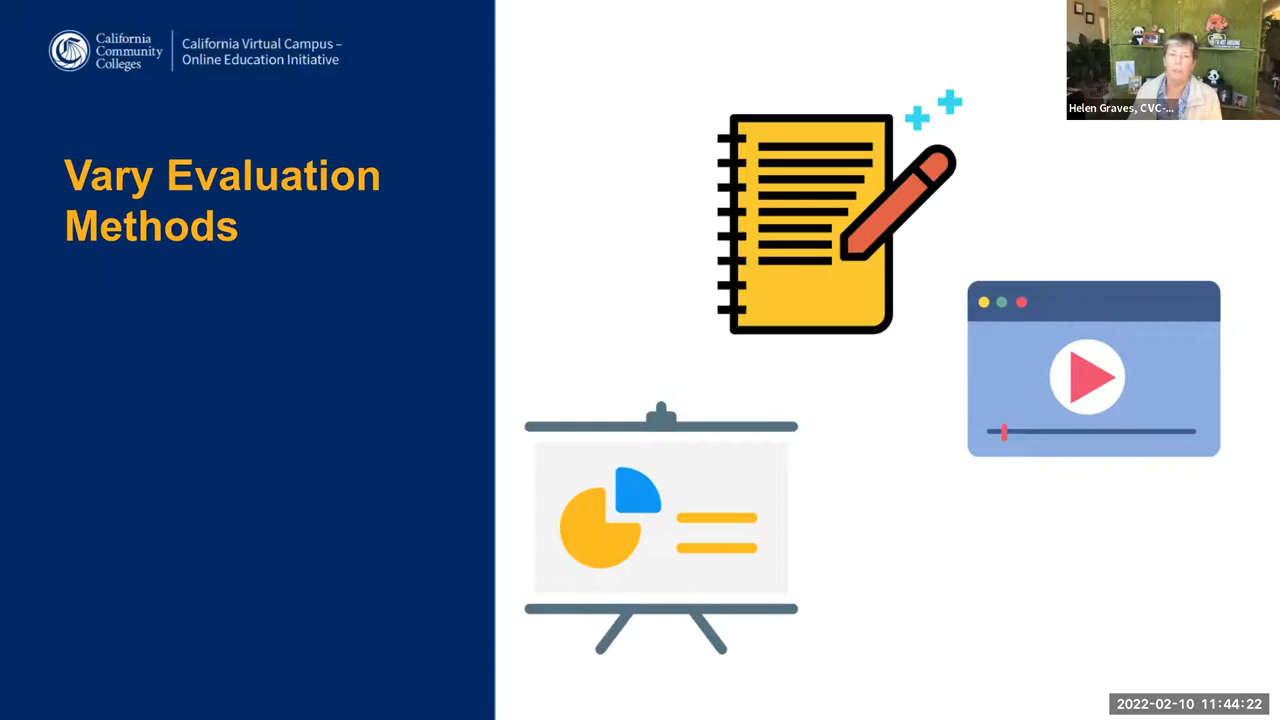 California
Community
Colleges
California Virtual Campus –
Online Education Initiative
Vary Evaluation
Methods
Helen Graves, CVC-...
2022-02-10 11:44:22